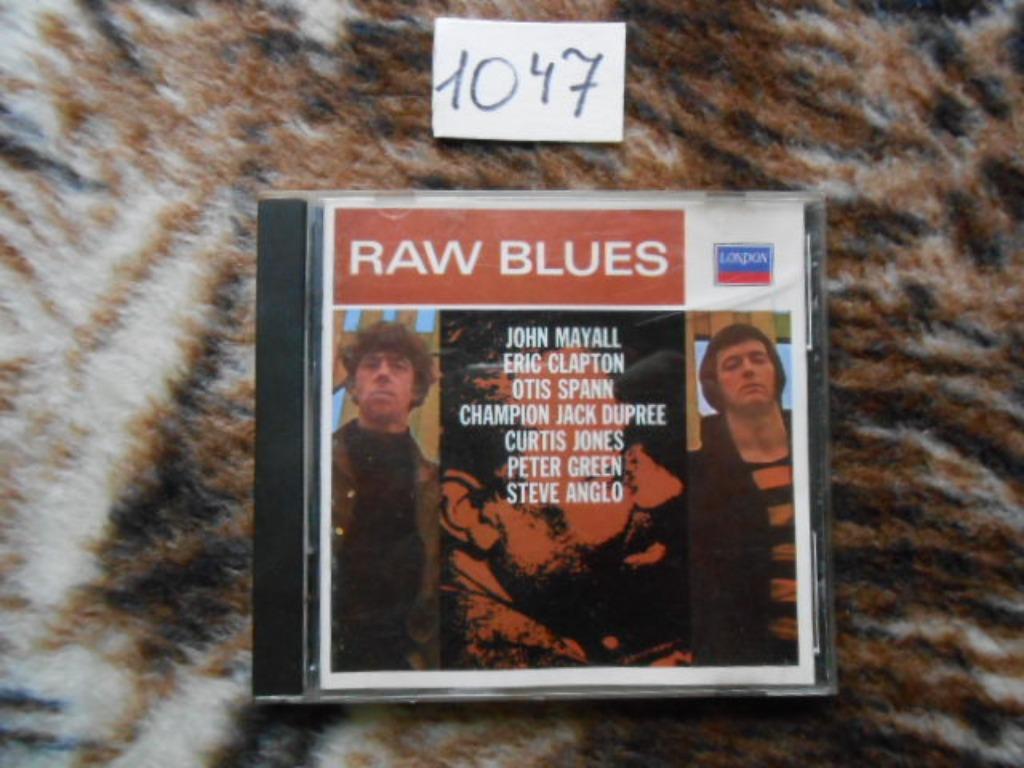 1047
RAW BLUES
LONDON
JOHN MAYALL
ERIC CLAPTON
OTIS SPANN
CHAMPION JACK DUPREE
CURTIS JONES
PETER GREEN
STEVE ANGLO